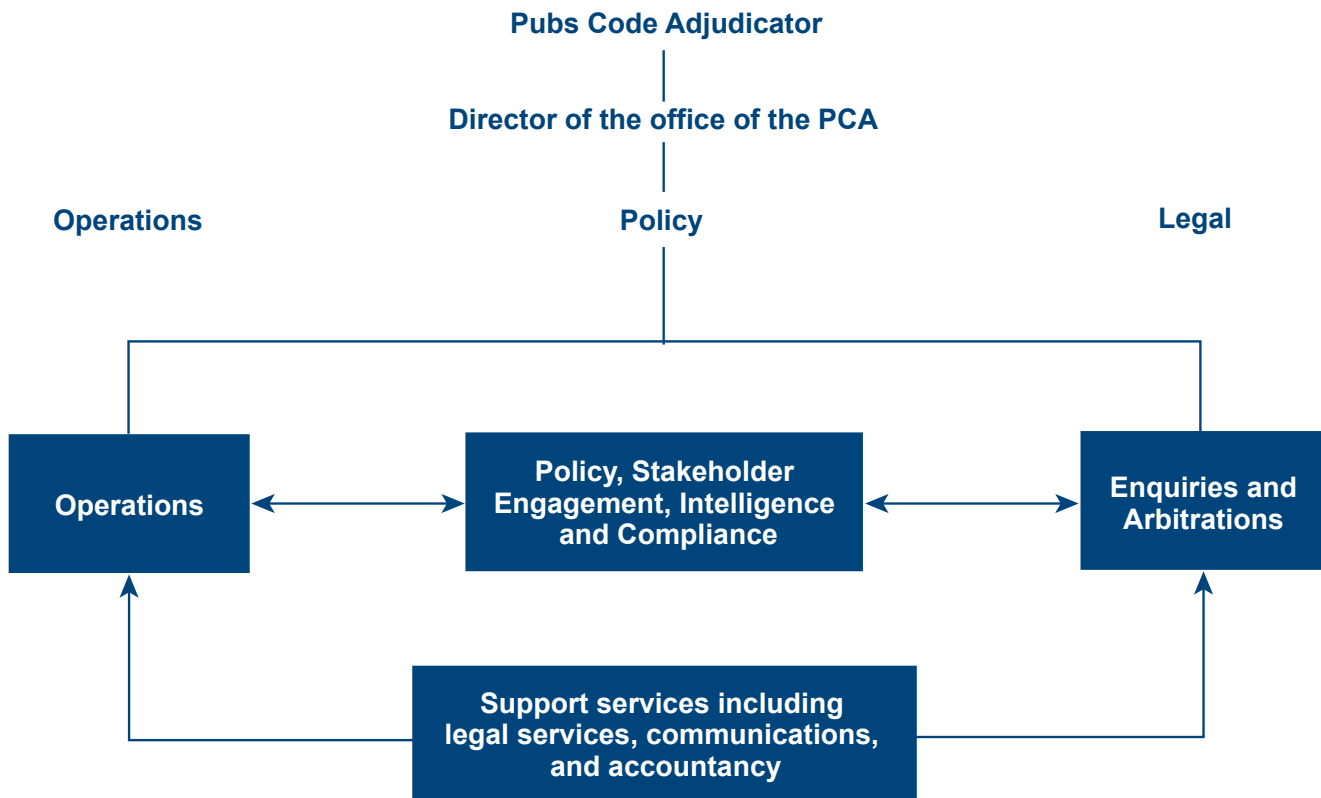 Pubs Code Adjudicator
Director of the office of the PCA
Operations
Policy
Legal
Operations
Policy, Stakeholder
Engagement, Intelligence
and Compliance
Enquiries and
Arbitrations
Support services including
legal services, communications,
and accountancy